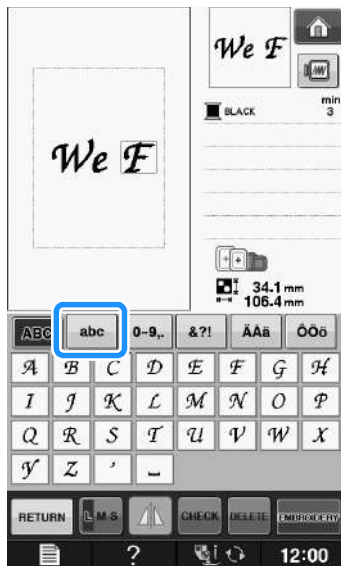 We F
BLACK
min
3
We F
34.1 mm
106.4 mm
ABC abc 0-9,. &?! ÄÅä ÔÖö
A B C D E F G H
I J K L M N O P
Q R S T U V W X
Y Z ' -
RETURN L M S CHECK DELETE EMBROIDERY
? 12:00